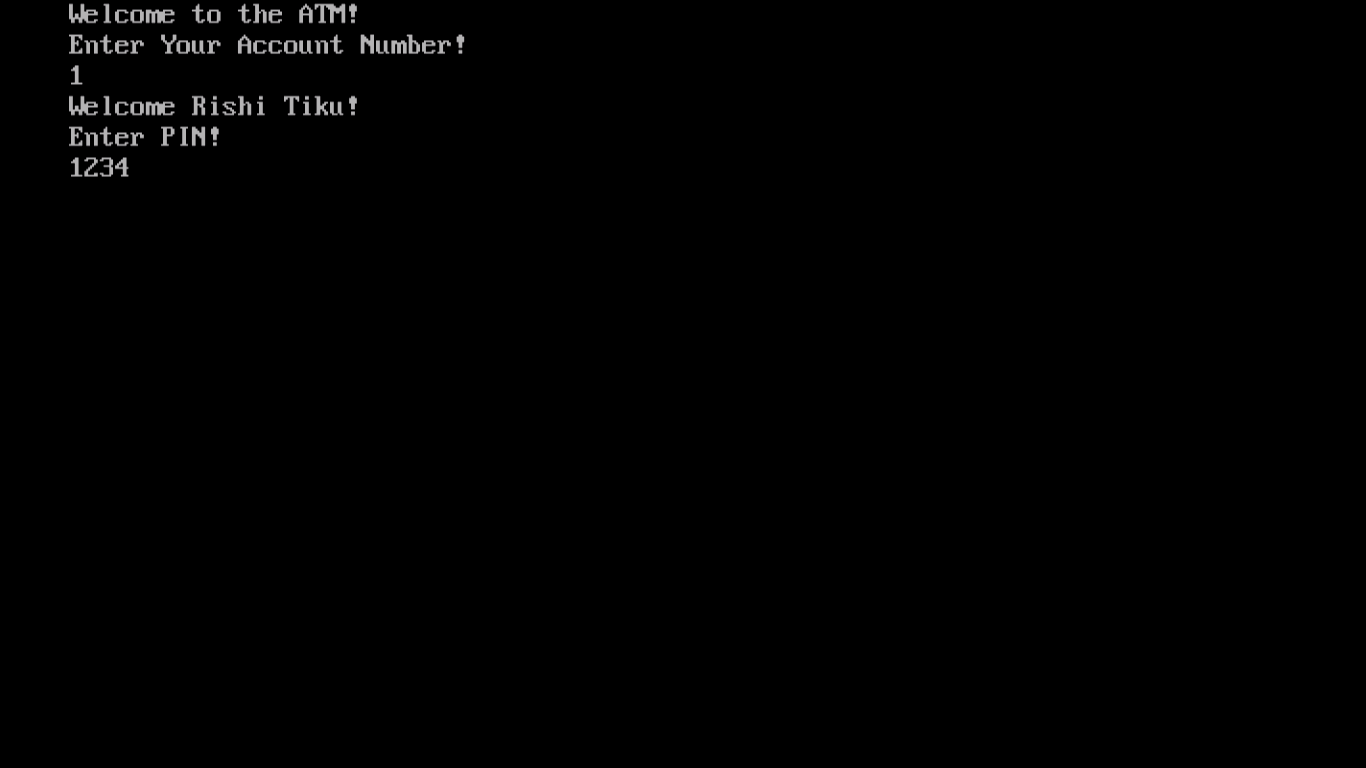 Welcome to the ATM!
Enter Your Account Number!
1
Welcome Rishi Tiku!
Enter PIN!
1234